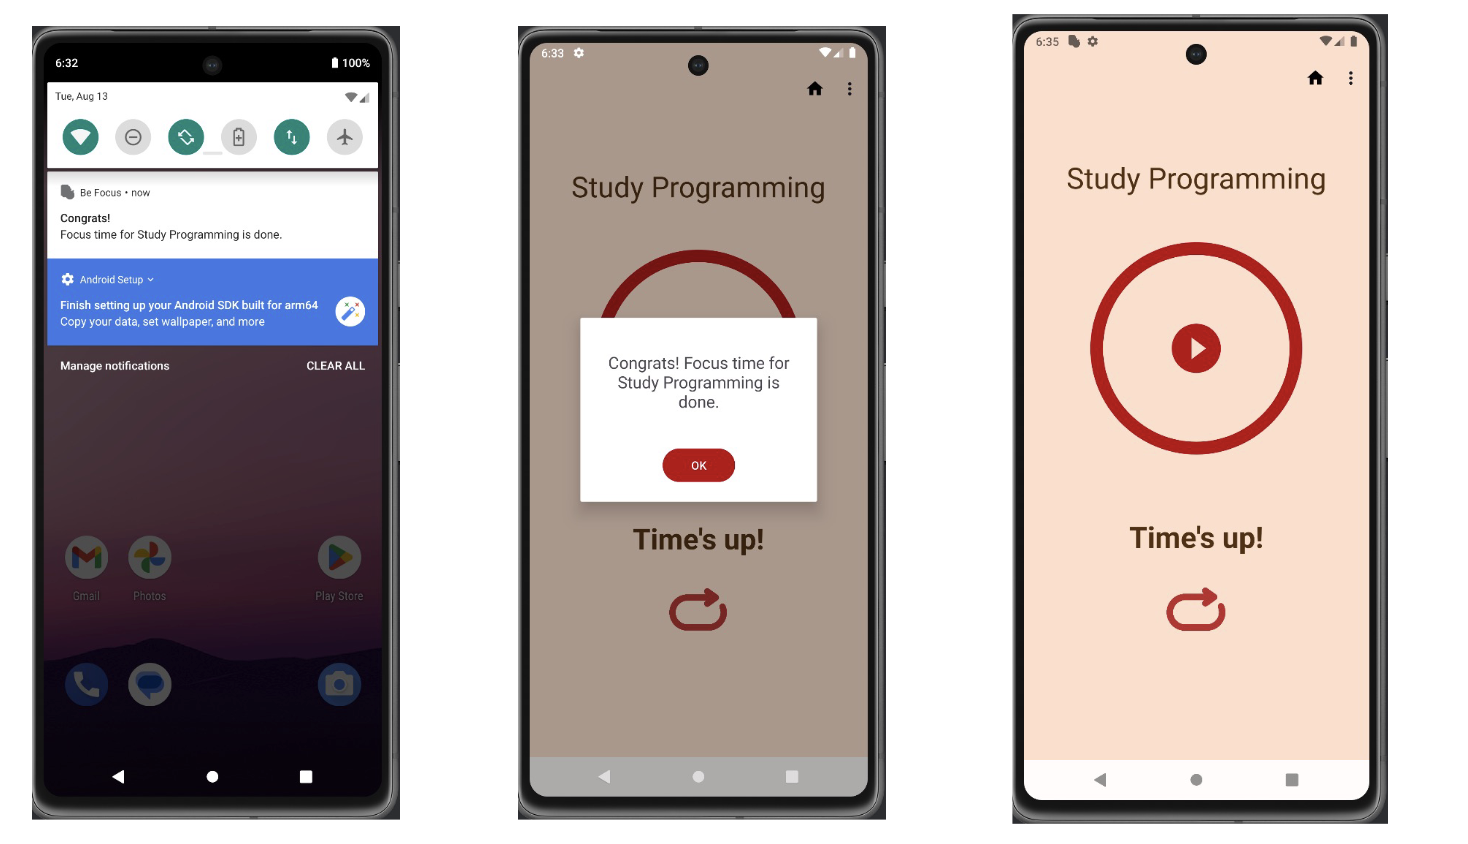 6:32
100%
Tue, Aug 13
Be Focus • now
Congrats!
Focus time for Study Programming is done.
Android Setup
Finish setting up your Android SDK built for arm64
Copy your data, set wallpaper, and more
Manage notifications
CLEAR ALL
Gmail
Photos
Play Store
6:33
Study Programming
Congrats! Focus time for
Study Programming is
done.
OK
Time's up!
6:35
Study Programming
Time's up!